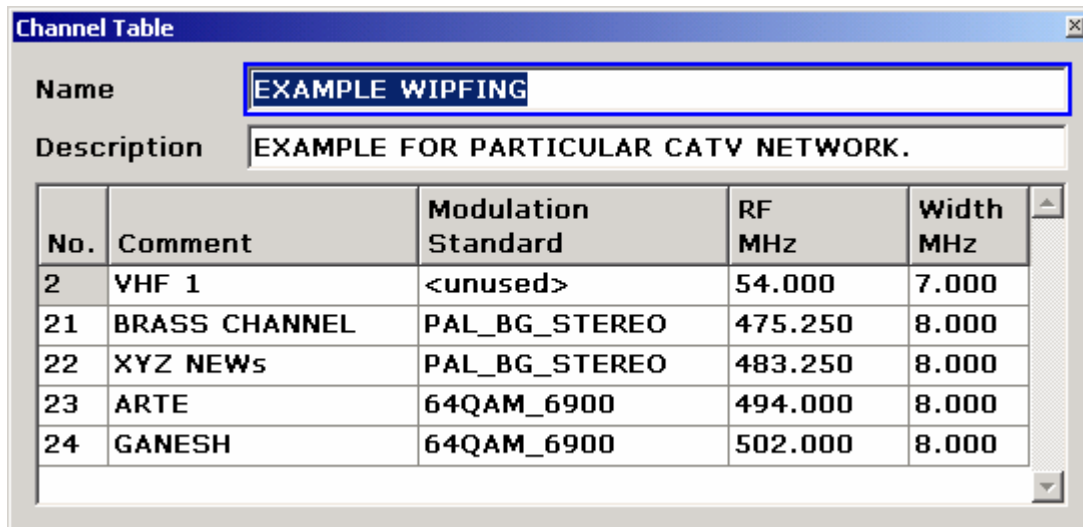 Channel Table
Name EXAMPLE WIPFING
Description EXAMPLE FOR PARTICULAR CATV NETWORK.
No. Comment Modulation Standard RF MHz Width MHz
2 VHF 1 <unused> 54.000 7.000
21 BRASS CHANNEL PAL_BG_STEREO 475.250 8.000
22 XYZ NEWs PAL_BG_STEREO 483.250 8.000
23 ARTE 64QAM_6900 494.000 8.000
24 GANESH 64QAM_6900 502.000 8.000